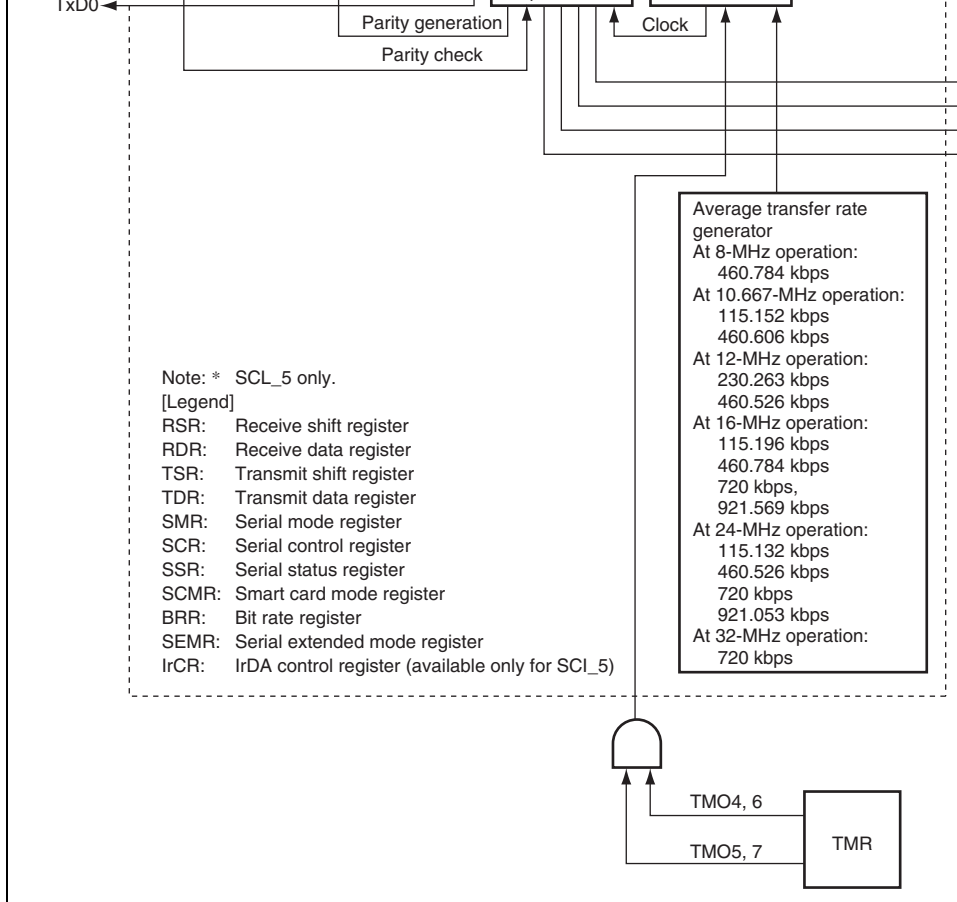 TxD0
Parity generation
Clock
Parity check
Average transfer rate
generator
At 8-MHz operation:
460.784 kbps
At 10.667-MHz operation:
115.152 kbps
460.606 kbps
At 12-MHz operation:
230.263 kbps
460.526 kbps
At 16-MHz operation:
115.196 kbps
460.784 kbps
720 kbps,
921.569 kbps
At 24-MHz operation:
115.132 kbps
460.526 kbps
720 kbps
921.053 kbps
At 32-MHz operation:
720 kbps
Note: * SCL_5 only.
[Legend]
RSR: Receive shift register
RDR: Receive data register
TSR: Transmit shift register
TDR: Transmit data register
SMR: Serial mode register
SCR: Serial control register
SSR: Serial status register
SCMR: Smart card mode register
BRR: Bit rate register
SEMR: Serial extended mode register
IrCR: IrDA control register (available only for SCI_5)
TMO4, 6
TMO5, 7
TMR